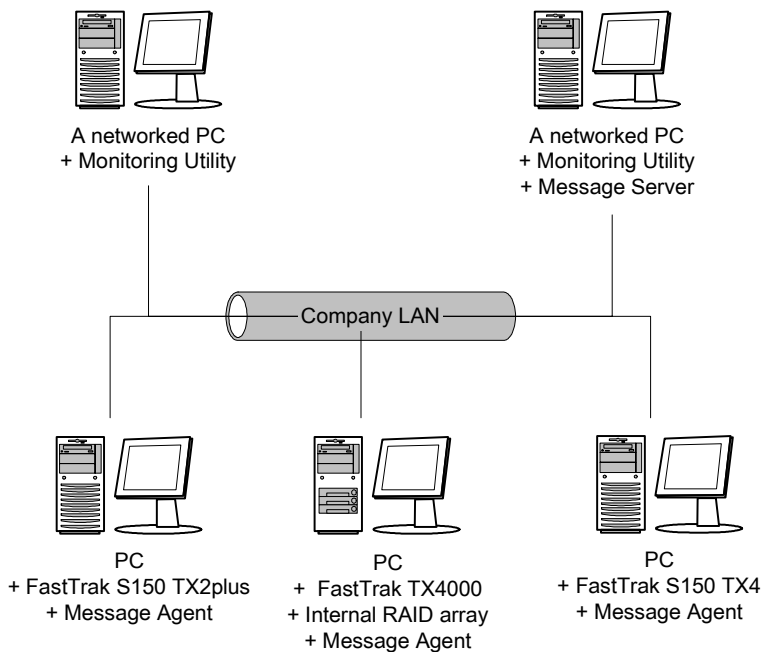 A networked PC
+ Monitoring Utility
A networked PC
+ Monitoring Utility
+ Message Server
Company LAN
PC
+ FastTrak S150 TX2plus
+ Message Agent
PC
+ FastTrak TX4000
+ Internal RAID array
+ Message Agent
PC
+ FastTrak S150 TX4
+ Message Agent